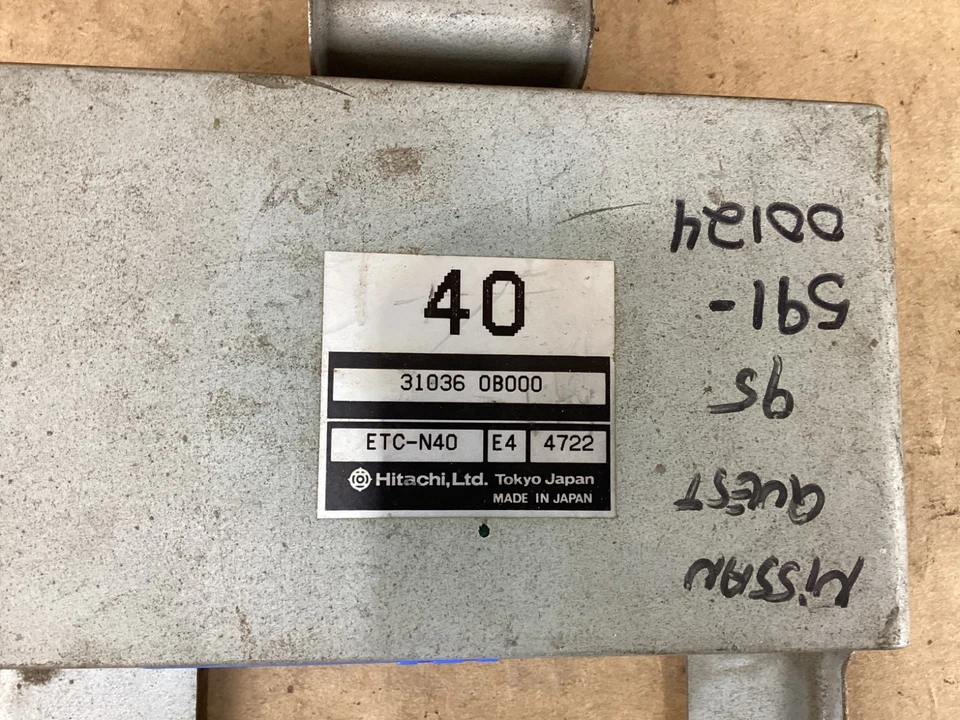 40
31036 0B000
ETC-N40 E4 4722
Hitachi, Ltd. Tokyo Japan
MADE IN JAPAN
NISSAN
QUEST
95
591-
00124